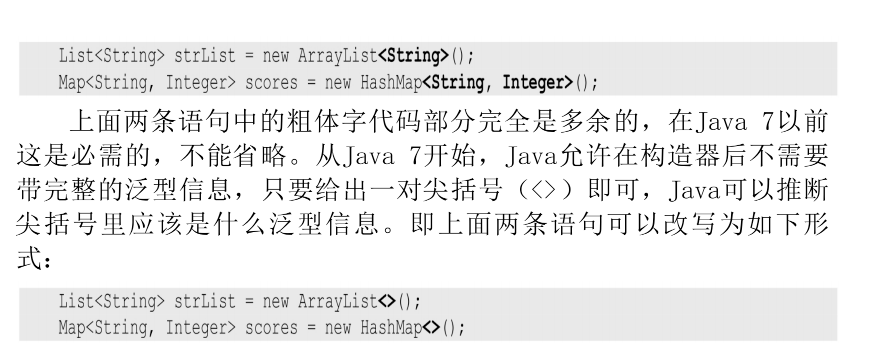 List<String> strList = new ArrayList<String>();
Map<String, Integer> scores = new HashMap<String, Integer>();
上面两条语句中的粗体字代码部分完全是多余的，在Java 7以前
这是必需的，不能省略。从Java 7开始，Java允许在构造器后不需要
带完整的泛型信息，只要给出一对尖括号（<>）即可，Java可以推断
尖括号里应该是什么泛型信息。即上面两条语句可以改写为如下形
式：
List<String> strList = new ArrayList<>();
Map<String, Integer> scores = new HashMap<>();